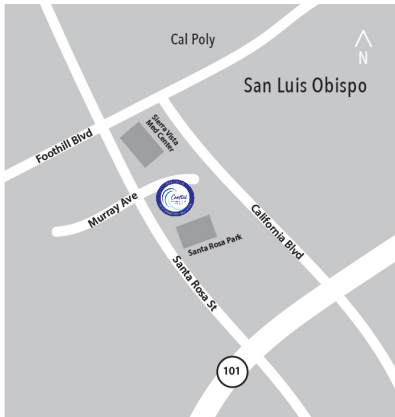 Cal Poly
N
San Luis Obispo
Sierra Vista
Med Center
Foothill Blvd
Coastal
Murray Ave
California Blvd
Santa Rosa Park
Santa Rosa St
101